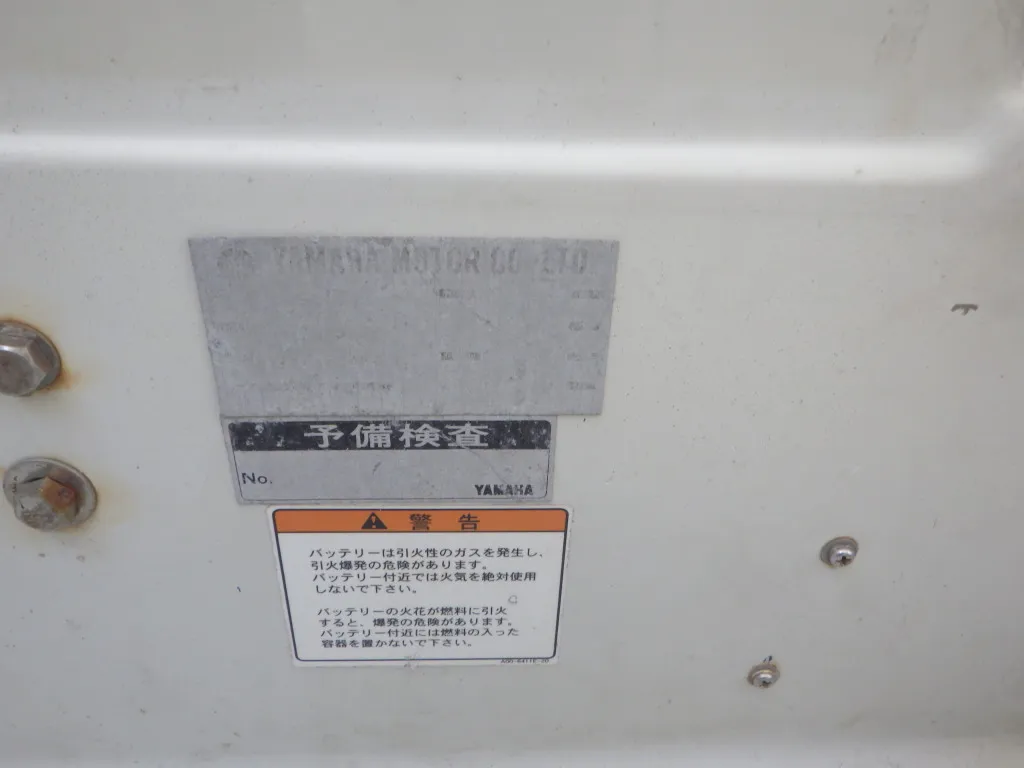 YAMAHA MOTOR CO LTD
予備検査
No.
YAMAHA
警告
バッテリーは引火性のガスを発生し、
引火爆発の危険があります。
バッテリー付近では火気を絶対使用
しないで下さい。
バッテリーの火花が燃料に引火
すると、爆発の危険があります。
バッテリー付近には燃料の入った
容器を置かないで下さい。